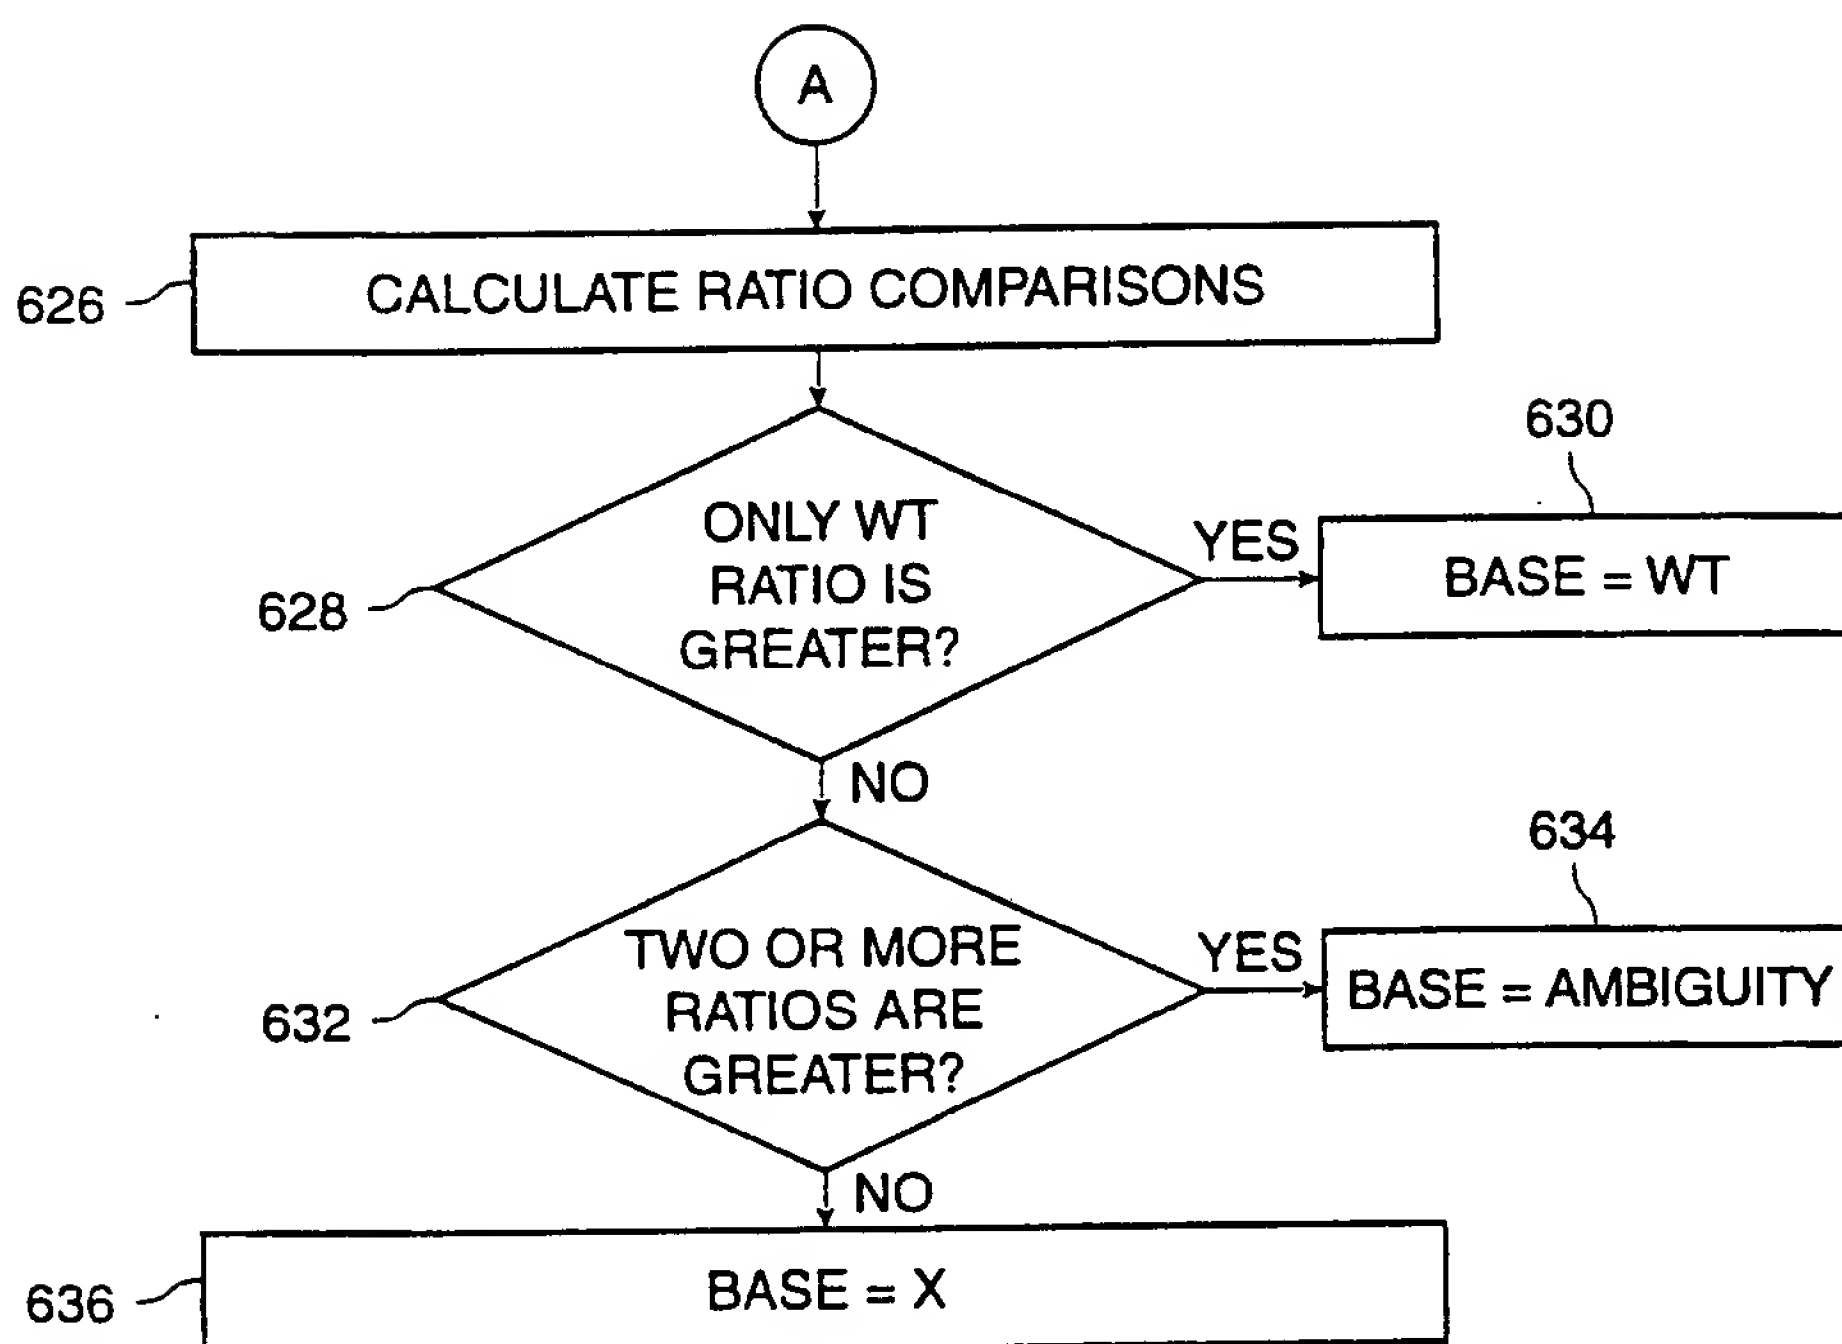 A
626
CALCULATE RATIO COMPARISONS
630
ONLY WT
RATIO IS
GREATER?
YES
BASE = WT
628
NO
634
TWO OR MORE
RATIOS ARE
GREATER?
YES
BASE = AMBIGUITY
632
NO
636
BASE = X